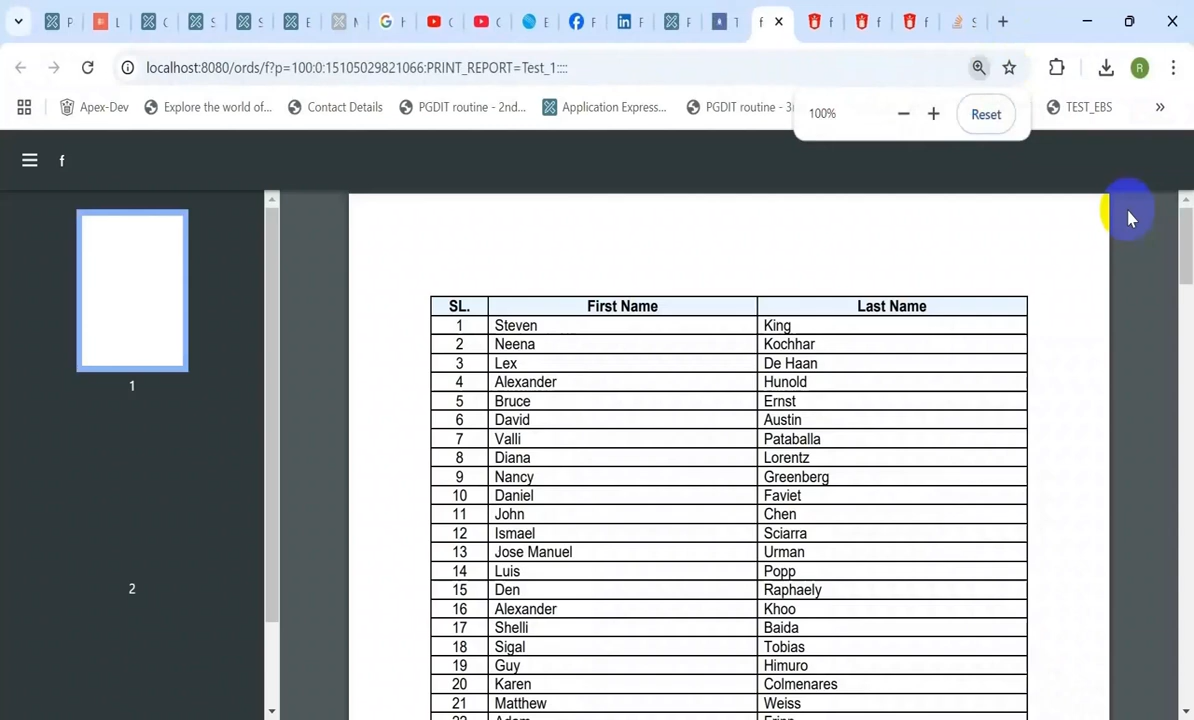 P
L
C
S
S
E
M
H
C
C
E
F
F
P
T
f
f
f
f
S
localhost:8080/ords/f?p=100:0:15105029821066:PRINT_REPORT=Test_1::::
R
Apex-Dev
Explore the world of...
Contact Details
PGDIT routine - 2nd...
Application Express...
PGDIT routine - 3
TEST_EBS
100%
Reset
f
1
2
SL. First Name Last Name
1 Steven King
2 Neena Kochhar
3 Lex De Haan
4 Alexander Hunold
5 Bruce Ernst
6 David Austin
7 Valli Pataballa
8 Diana Lorentz
9 Nancy Greenberg
10 Daniel Faviet
11 John Chen
12 Ismael Sciarra
13 Jose Manuel Urman
14 Luis Popp
15 Den Raphaely
16 Alexander Khoo
17 Shelli Baida
18 Sigal Tobias
19 Guy Himuro
20 Karen Colmenares
21 Matthew Weiss